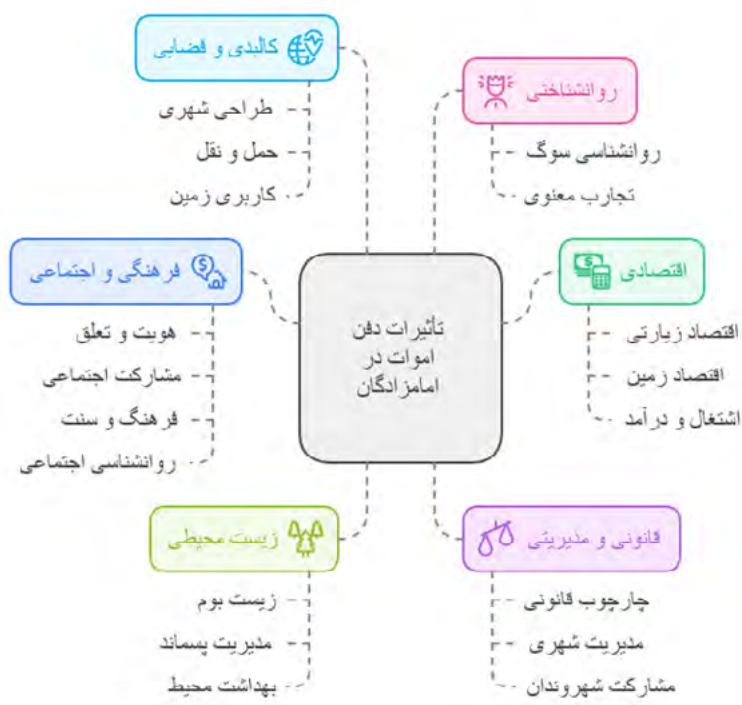 کالبدی و فضایی
طراحی شهری
حمل و نقل
کاربری زمین
روانشناختی
روانشناسی سوگ
تجارب معنوی
تأثیرات دفن
اموات در
امامزادگان
فرهنگی و اجتماعی
هویت و تعلق
مشارکت اجتماعی
فرهنگ و سنت
روانشناسی اجتماعی
اقتصادی
اقتصاد زیارتی
اقتصاد زمین
اشتغال و درآمد
زیست محیطی
زیست بوم
مدیریت پسماند
بهداشت محیط
قانونی و مدیریتی
چارچوب قانونی
مدیریت شهری
مشارکت شهروندان